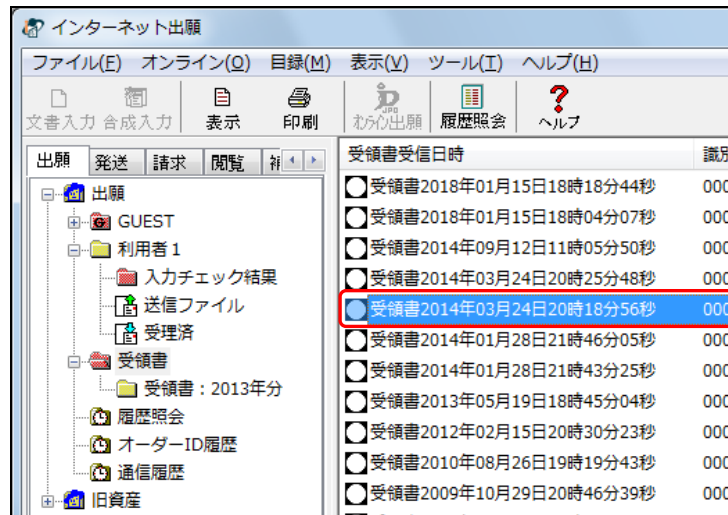 インターネット出願
ファイル(F) オンライン(O) 目録(M) 表示(V) ツール(T) ヘルプ(H)
文書入力 合成入力 表示 印刷 オンライン出願 履歴照会 ヘルプ
出願 発送 請求 閲覧
出願
GUEST
利用者1
入力チェック結果
送信ファイル
受理済
受領書
受領書:2013年分
履歴照会
オーダーID履歴
通信履歴
旧資産
受領書受信日時 識別
受領書2018年01月15日18時18分44秒 000
受領書2018年01月15日18時04分07秒 000
受領書2014年09月12日11時05分50秒 000
受領書2014年03月24日20時25分48秒 000
受領書2014年03月24日20時18分56秒 000
受領書2014年01月28日21時46分05秒 000
受領書2014年01月28日21時43分25秒 000
受領書2013年05月19日18時45分04秒 000
受領書2012年02月15日20時30分23秒 000
受領書2010年08月26日19時19分43秒 000
受領書2009年10月29日20時46分39秒 000